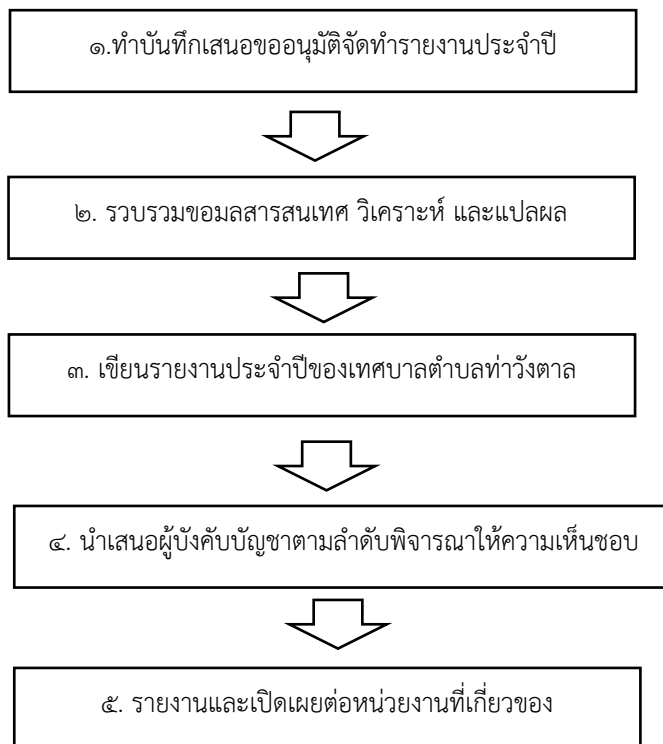 ๑.ทำบันทึกเสนอขออนุมัติจัดทำรายงานประจำปี
๒. รวบรวมขอมลสารสนเทศ วิเคราะห์ และแปลผล
๓. เขียนรายงานประจำปีของเทศบาลตำบลท่าวังตาล
๔. นำเสนอผู้บังคับบัญชาตามลำดับพิจารณาให้ความเห็นชอบ
๕. รายงานและเปิดเผยต่อหน่วยงานที่เกี่ยวของ